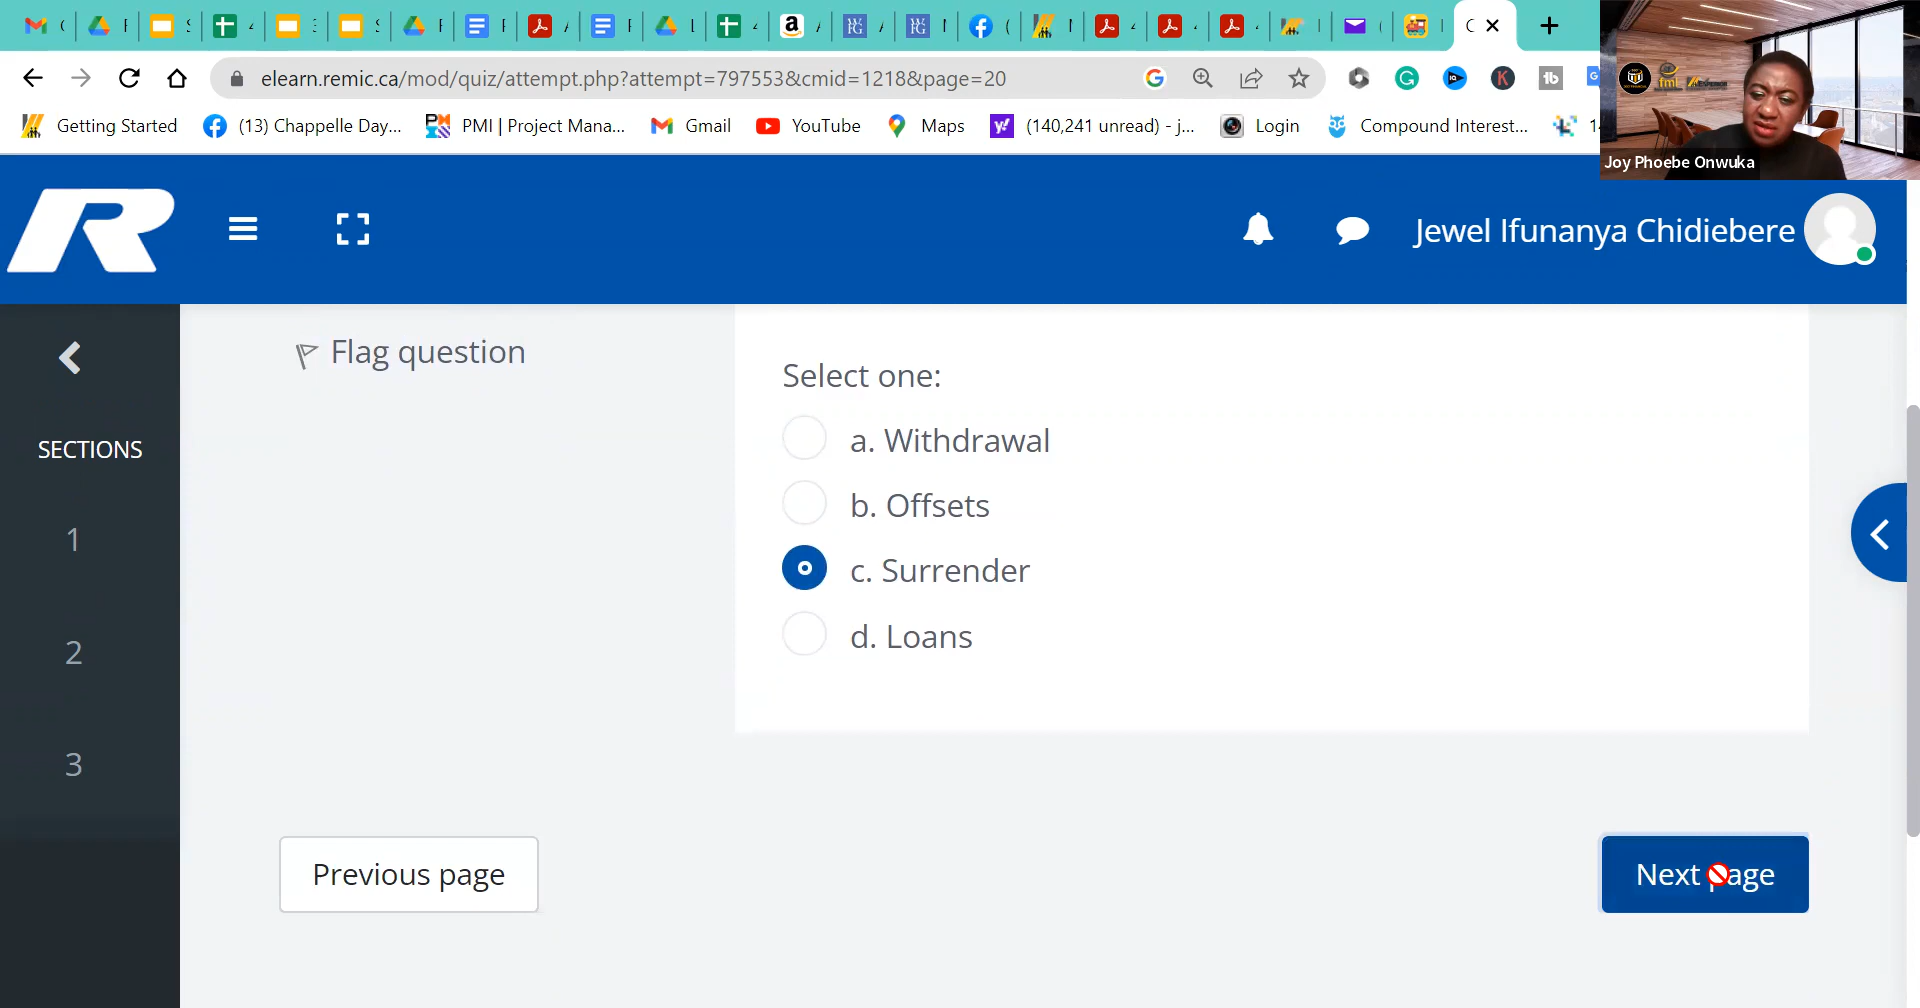 elearn.remic.ca/mod/quiz/attempt.php?attempt=797553&cmid=1218&page=20
Getting Started
(13) Chappelle Day...
PMI | Project Mana...
Gmail
YouTube
Maps
(140,241 unread) - j...
Login
Compound Interest...
Joy Phoebe Onwuka
Jewel Ifunanya Chidiebere
Flag question
SECTIONS
1
2
3
Select one:
a. Withdrawal
b. Offsets
c. Surrender
d. Loans
Previous page
Next page